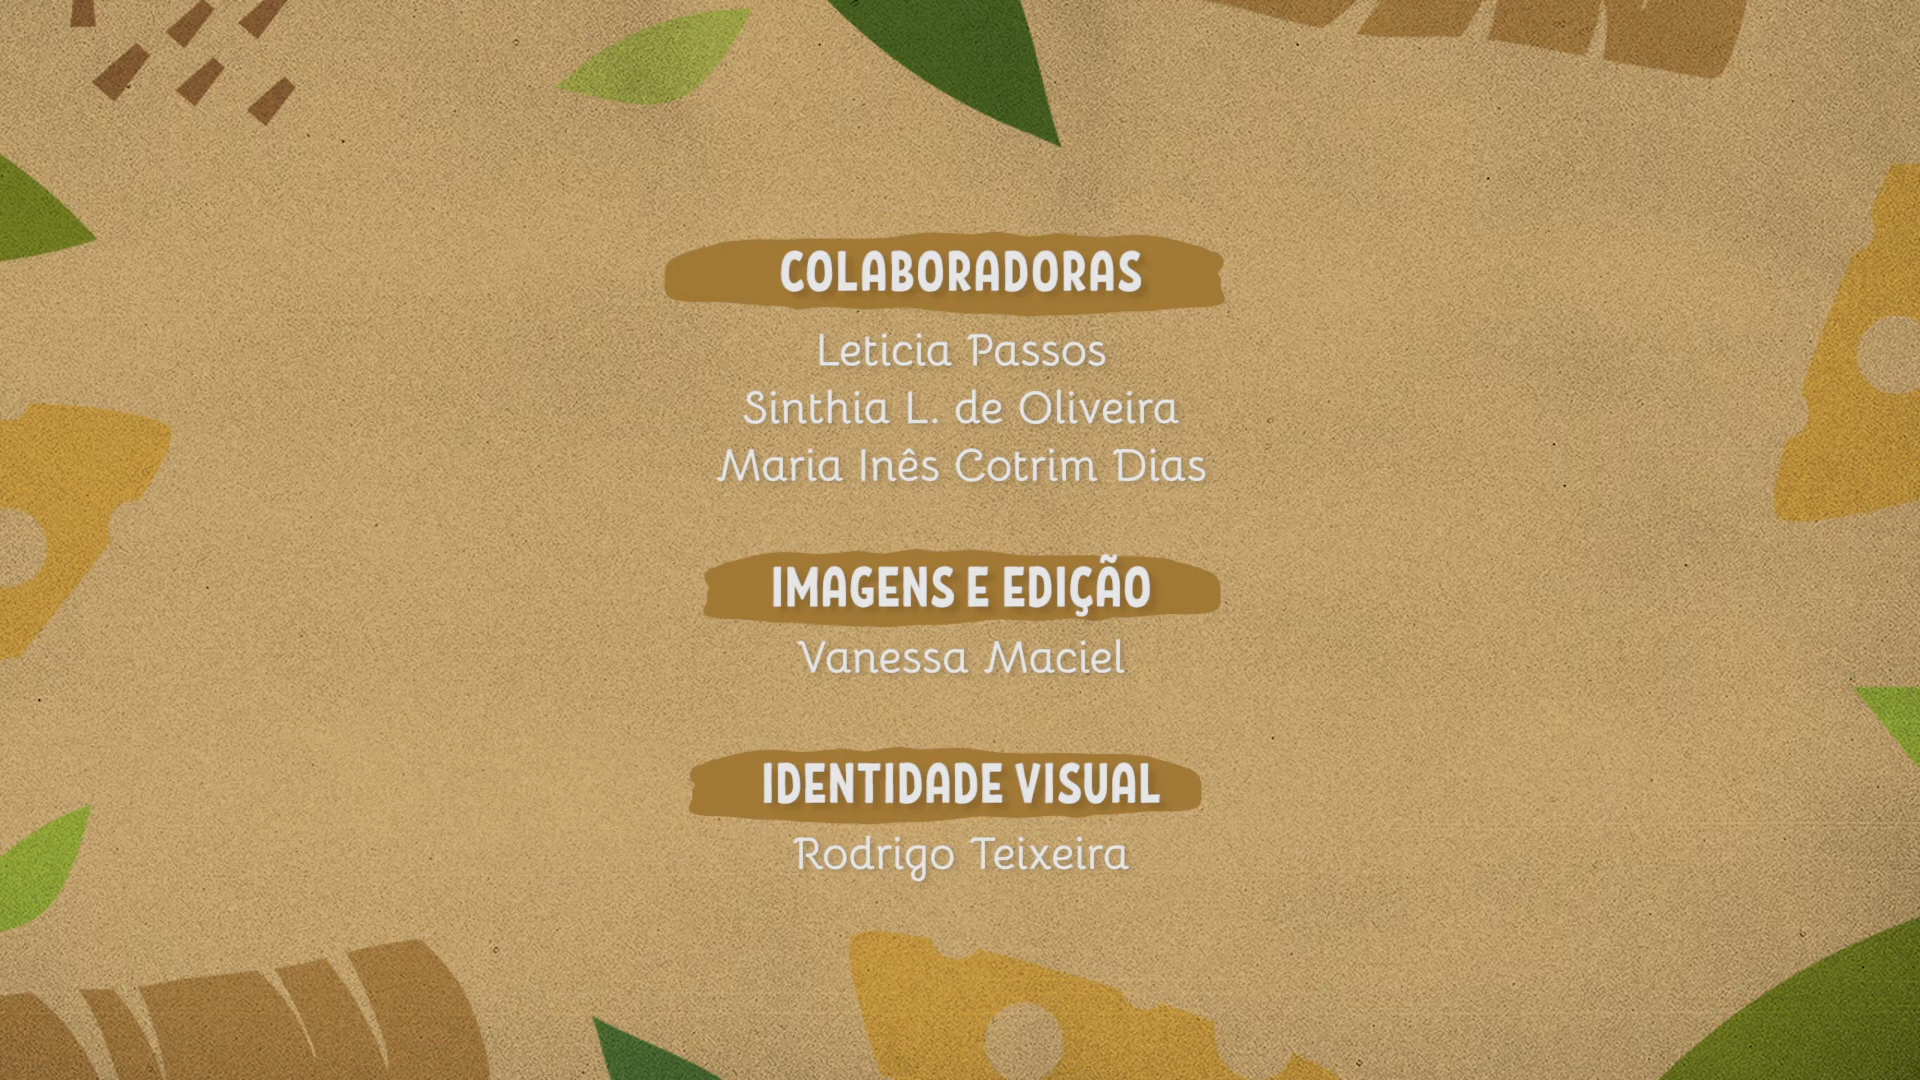 COLABORADORAS
Leticia Passos
Sinthia L. de Oliveira
Maria Inês Cotrim Dias
IMAGENS E EDIÇÃO
Vanessa Maciel
IDENTIDADE VISUAL
Rodrigo Teixeira